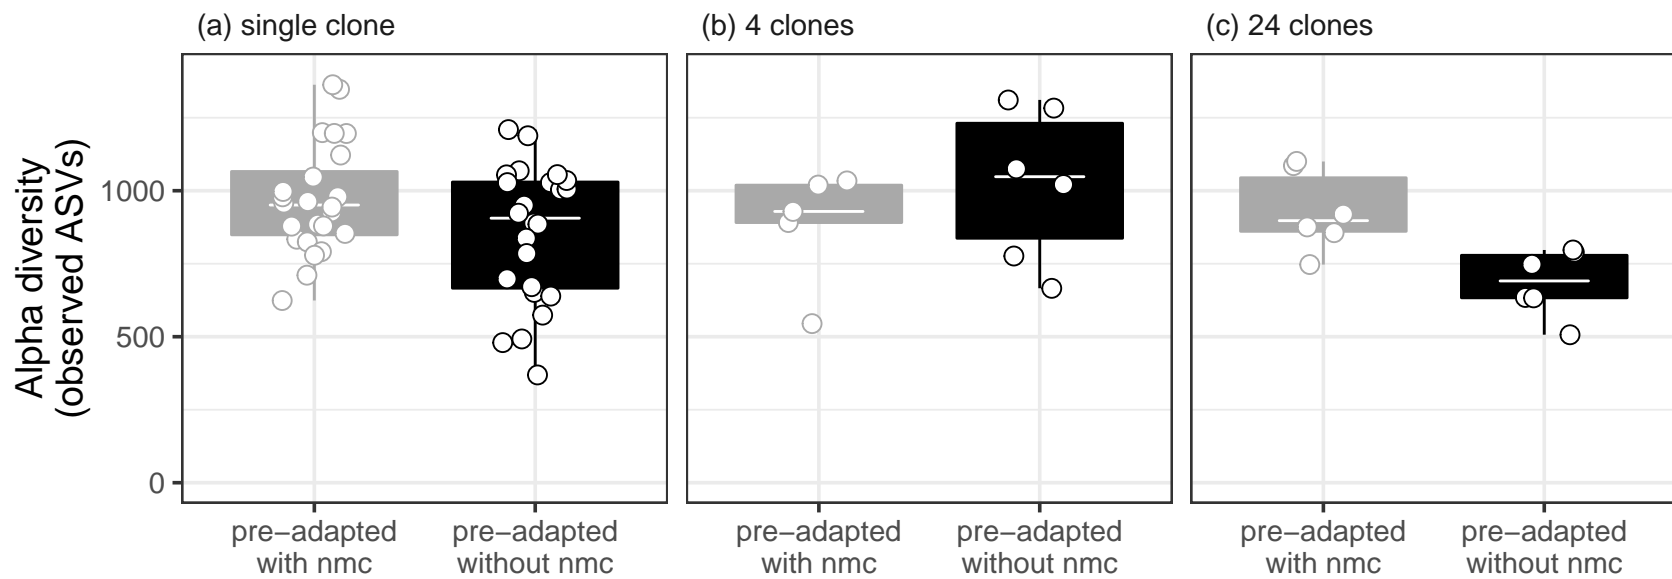 (a) single clone
(b) 4 clones
(c) 24 clones
Alpha diversity
(observed ASVs)
1000
500
0
pre−adapted
with nmc
pre−adapted
without nmc
pre−adapted
with nmc
pre−adapted
without nmc
pre−adapted
with nmc
pre−adapted
without nmc